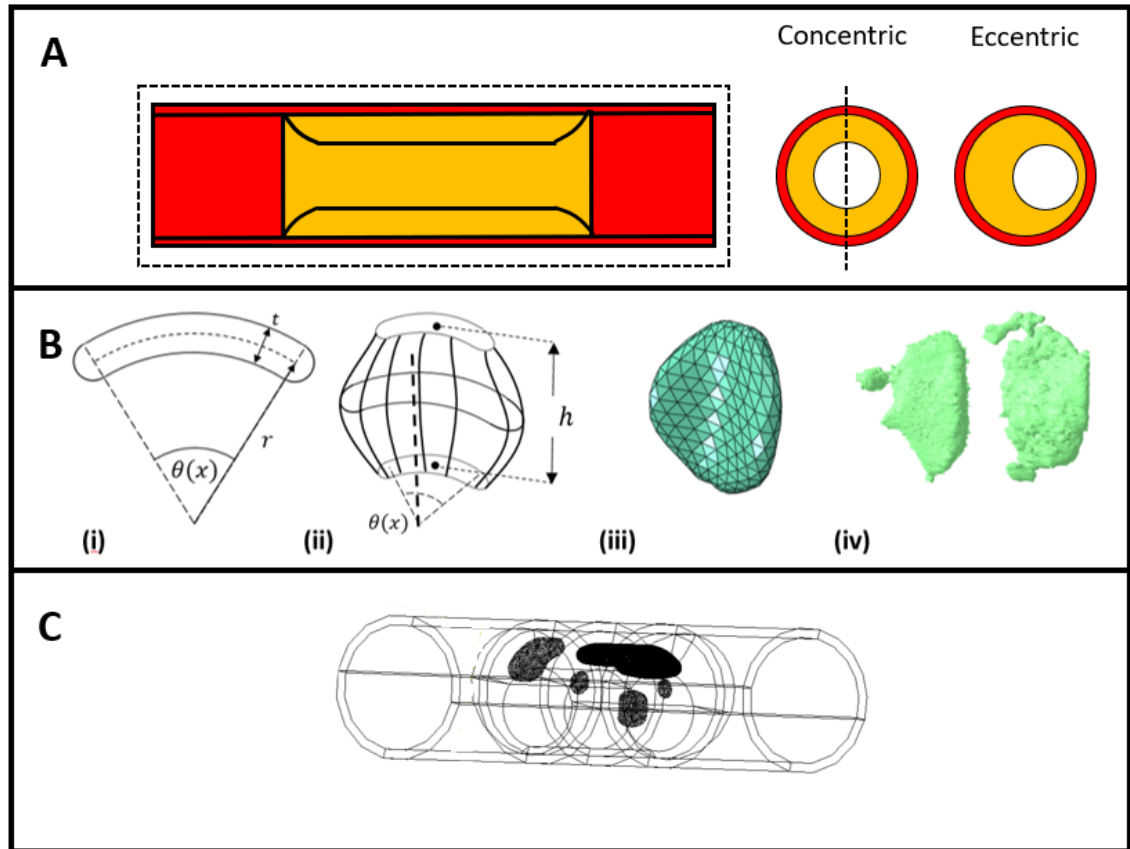 A
Concentric
Eccentric
B
t
r
θ(x)
(i)
h
θ(x)
(ii)
(iii)
(iv)
C